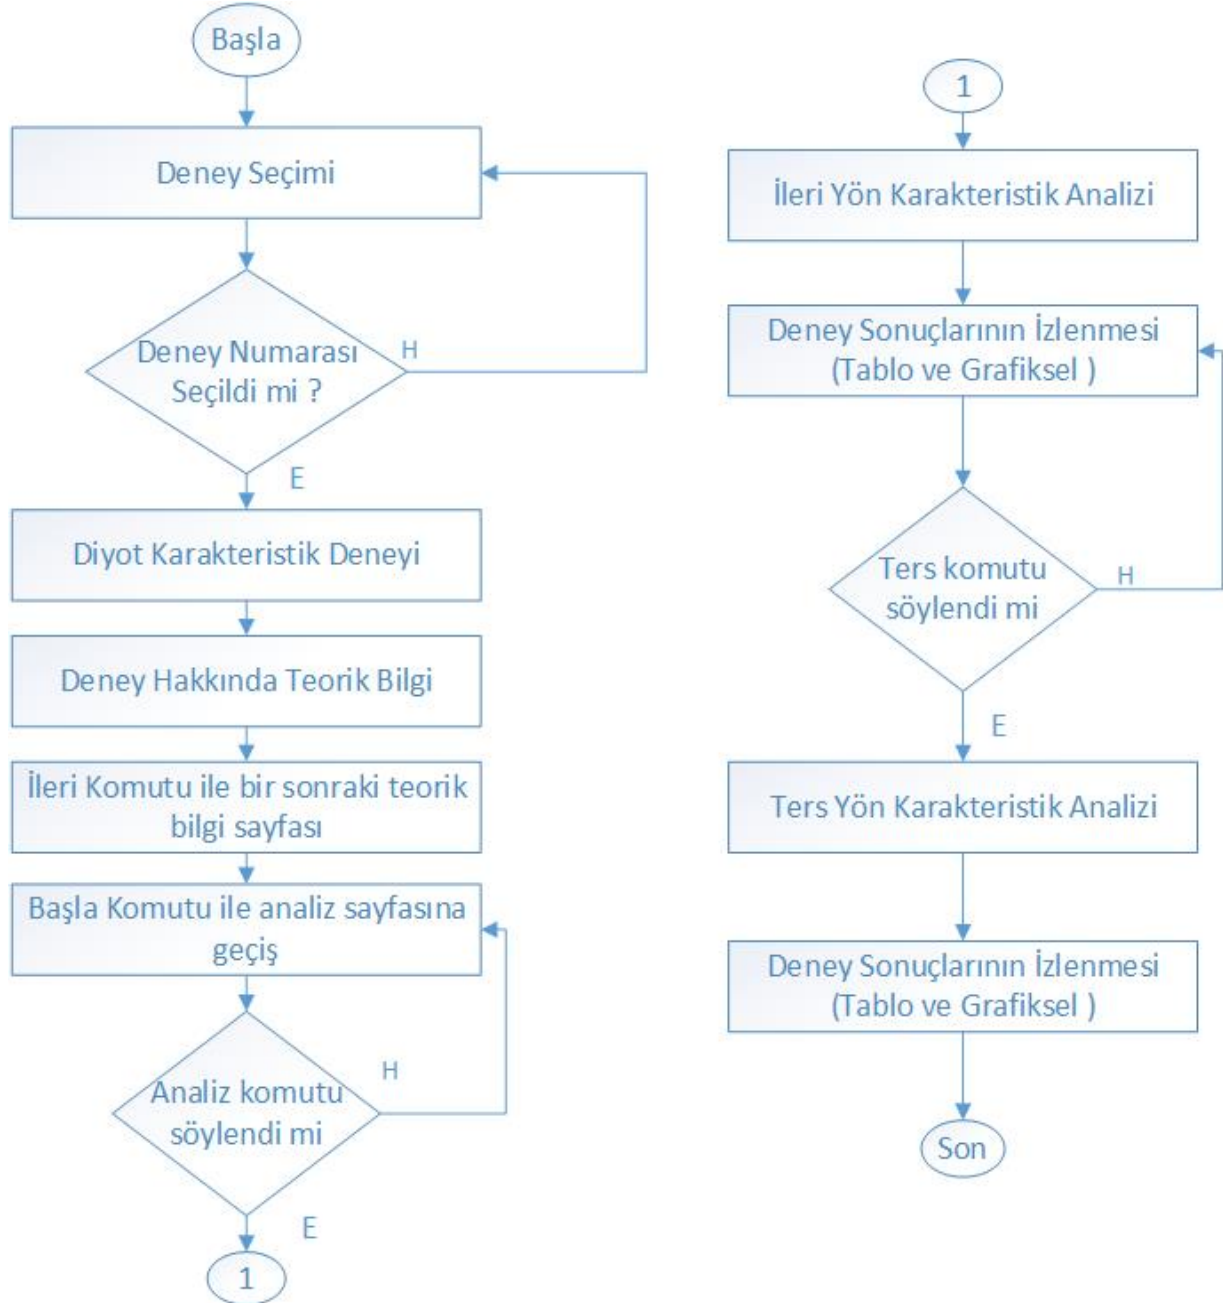 Başla
Deney Seçimi
Deney Numarası
Seçildi mi ?
H
E
Diyot Karakteristik Deneyi
Deney Hakkında Teorik Bilgi
İleri Komutu ile bir sonraki teorik
bilgi sayfası
Başla Komutu ile analiz sayfasına
geçiş
Analiz komutu
söylendi mi
H
E
1
1
İleri Yön Karakteristik Analizi
Deney Sonuçlarının İzlenmesi
(Tablo ve Grafiksel )
Ters komutu
söylendi mi
H
E
Ters Yön Karakteristik Analizi
Deney Sonuçlarının İzlenmesi
(Tablo ve Grafiksel )
Son